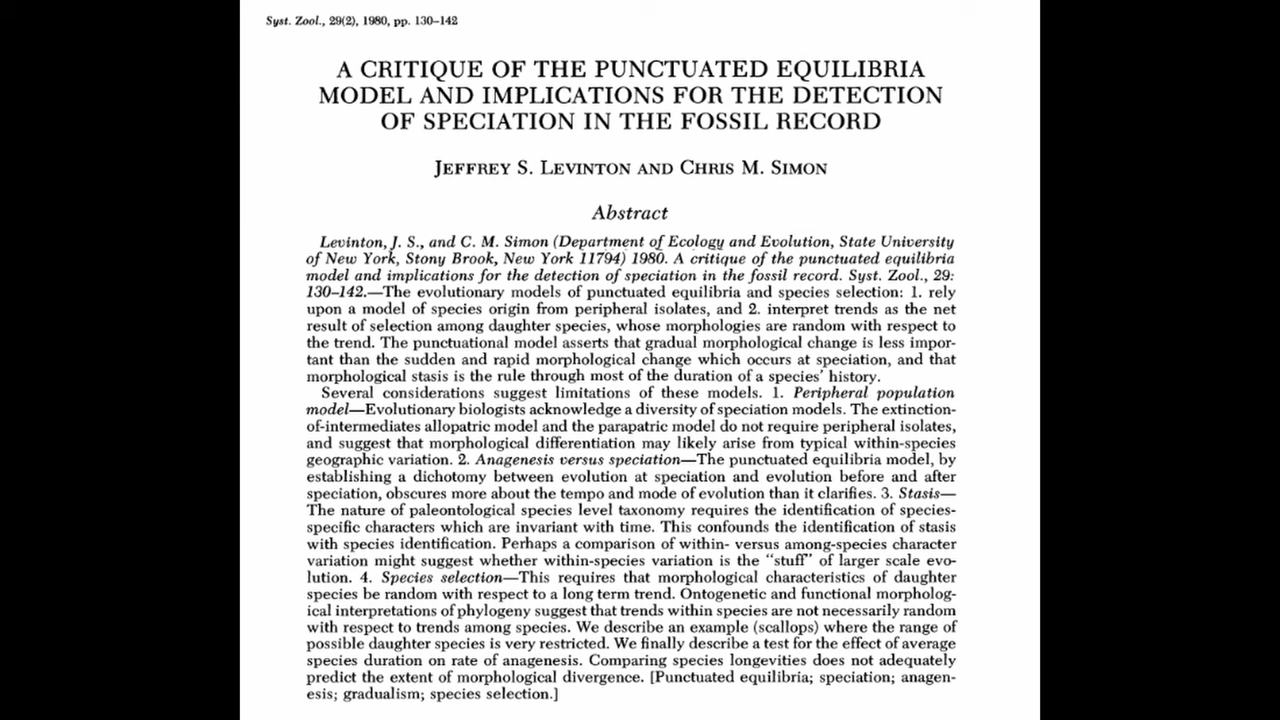 Syst. Zool., 29(2), 1980, pp. 130–142
A CRITIQUE OF THE PUNCTUATED EQUILIBRIA
MODEL AND IMPLICATIONS FOR THE DETECTION
OF SPECIATION IN THE FOSSIL RECORD
JEFFREY S. LEVINTON AND CHRIS M. SIMON
Abstract
Levinton, J. S., and C. M. Simon (Department of Ecology and Evolution, State University
of New York, Stony Brook, New York 11794) 1980. A critique of the punctuated equilibria
model and implications for the detection of speciation in the fossil record. Syst. Zool., 29:
130–142.—The evolutionary models of punctuated equilibria and species selection: 1. rely
upon a model of species origin from peripheral isolates, and 2. interpret trends as the net
result of selection among daughter species, whose morphologies are random with respect to
the trend. The punctuational model asserts that gradual morphological change is less impor-
tant than the sudden and rapid morphological change which occurs at speciation, and that
morphological stasis is the rule through most of the duration of a species' history.
Several considerations suggest limitations of these models. 1. Peripheral population
model—Evolutionary biologists acknowledge a diversity of speciation models. The extinction-
of-intermediates allopatric model and the parapatric model do not require peripheral isolates,
and suggest that morphological differentiation may likely arise from typical within-species
geographic variation. 2. Anagenesis versus speciation—The punctuated equilibria model, by
establishing a dichotomy between evolution at speciation and evolution before and after
speciation, obscures more about the tempo and mode of evolution than it clarifies. 3. Stasis—
The nature of paleontological species level taxonomy requires the identification of species-
specific characters which are invariant with time. This confounds the identification of stasis
with species identification. Perhaps a comparison of within- versus among-species character
variation might suggest whether within-species variation is the "stuff" of larger scale evo-
lution. 4. Species selection—This requires that morphological characteristics of daughter
species be random with respect to a long term trend. Ontogenetic and functional morpholog-
ical interpretations of phylogeny suggest that trends within species are not necessarily random
with respect to trends among species. We describe an example (scallops) where the range of
possible daughter species is very restricted. We finally describe a test for the effect of average
species duration on rate of anagenesis. Comparing species longevities does not adequately
predict the extent of morphological divergence. [Punctuated equilibria; speciation; anagen-
esis; gradualism; species selection.]